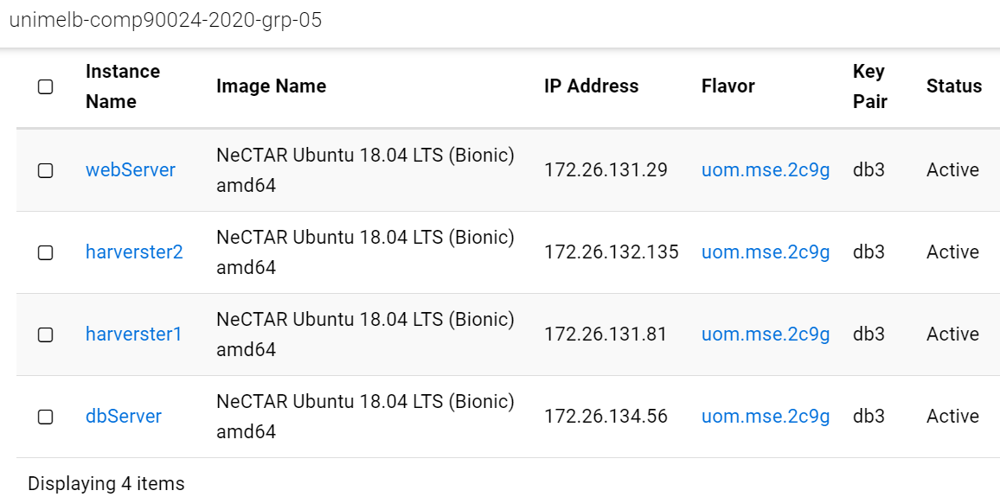 unimelb-comp90024-2020-grp-05
Instance Name Image Name IP Address Flavor Key Pair Status
webServer NeCTAR Ubuntu 18.04 LTS (Bionic) amd64 172.26.131.29 uom.mse.2c9g db3 Active
harverster2 NeCTAR Ubuntu 18.04 LTS (Bionic) amd64 172.26.132.135 uom.mse.2c9g db3 Active
harverster1 NeCTAR Ubuntu 18.04 LTS (Bionic) amd64 172.26.131.81 uom.mse.2c9g db3 Active
dbServer NeCTAR Ubuntu 18.04 LTS (Bionic) amd64 172.26.134.56 uom.mse.2c9g db3 Active
Displaying 4 items